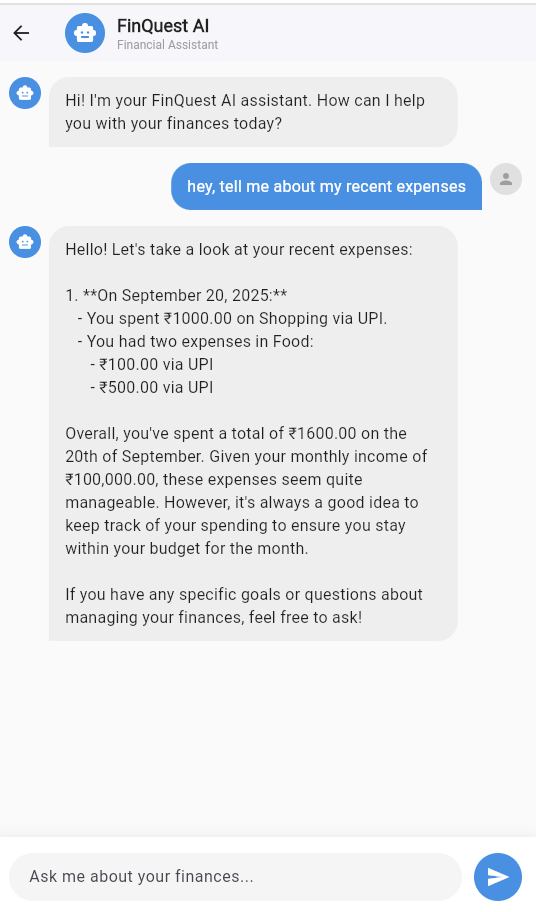 FinQuest AI
Financial Assistant
Hi! I'm your FinQuest AI assistant. How can I help
you with your finances today?
hey, tell me about my recent expenses
Hello! Let's take a look at your recent expenses:
1. **On September 20, 2025:**
- You spent ₹1000.00 on Shopping via UPI.
- You had two expenses in Food:
- ₹100.00 via UPI
- ₹500.00 via UPI
Overall, you've spent a total of ₹1600.00 on the
20th of September. Given your monthly income of
₹100,000.00, these expenses seem quite
manageable. However, it's always a good idea to
keep track of your spending to ensure you stay
within your budget for the month.
If you have any specific goals or questions about
managing your finances, feel free to ask!
Ask me about your finances...